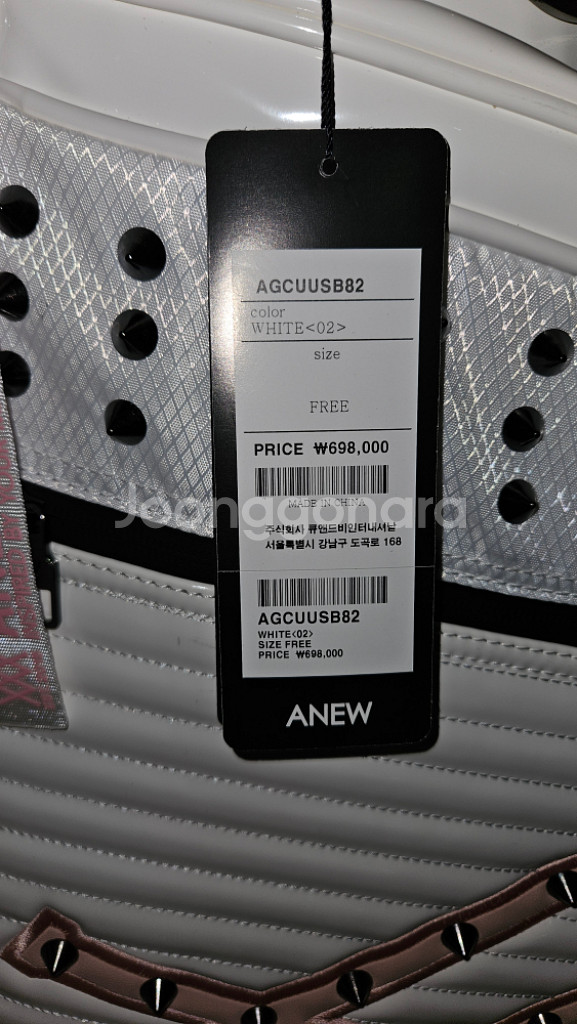 AGCUUSB82
color
WHITE<02>
size
FREE
PRICE ₩698,000
MADE IN CHINA
Joonggonara
주식회사 큐앤드비인터내셔날
서울특별시 강남구 도곡로 168
AGCUUSB82
WHITE<02>
SIZE FREE
PRICE ₩698,000
ANEW